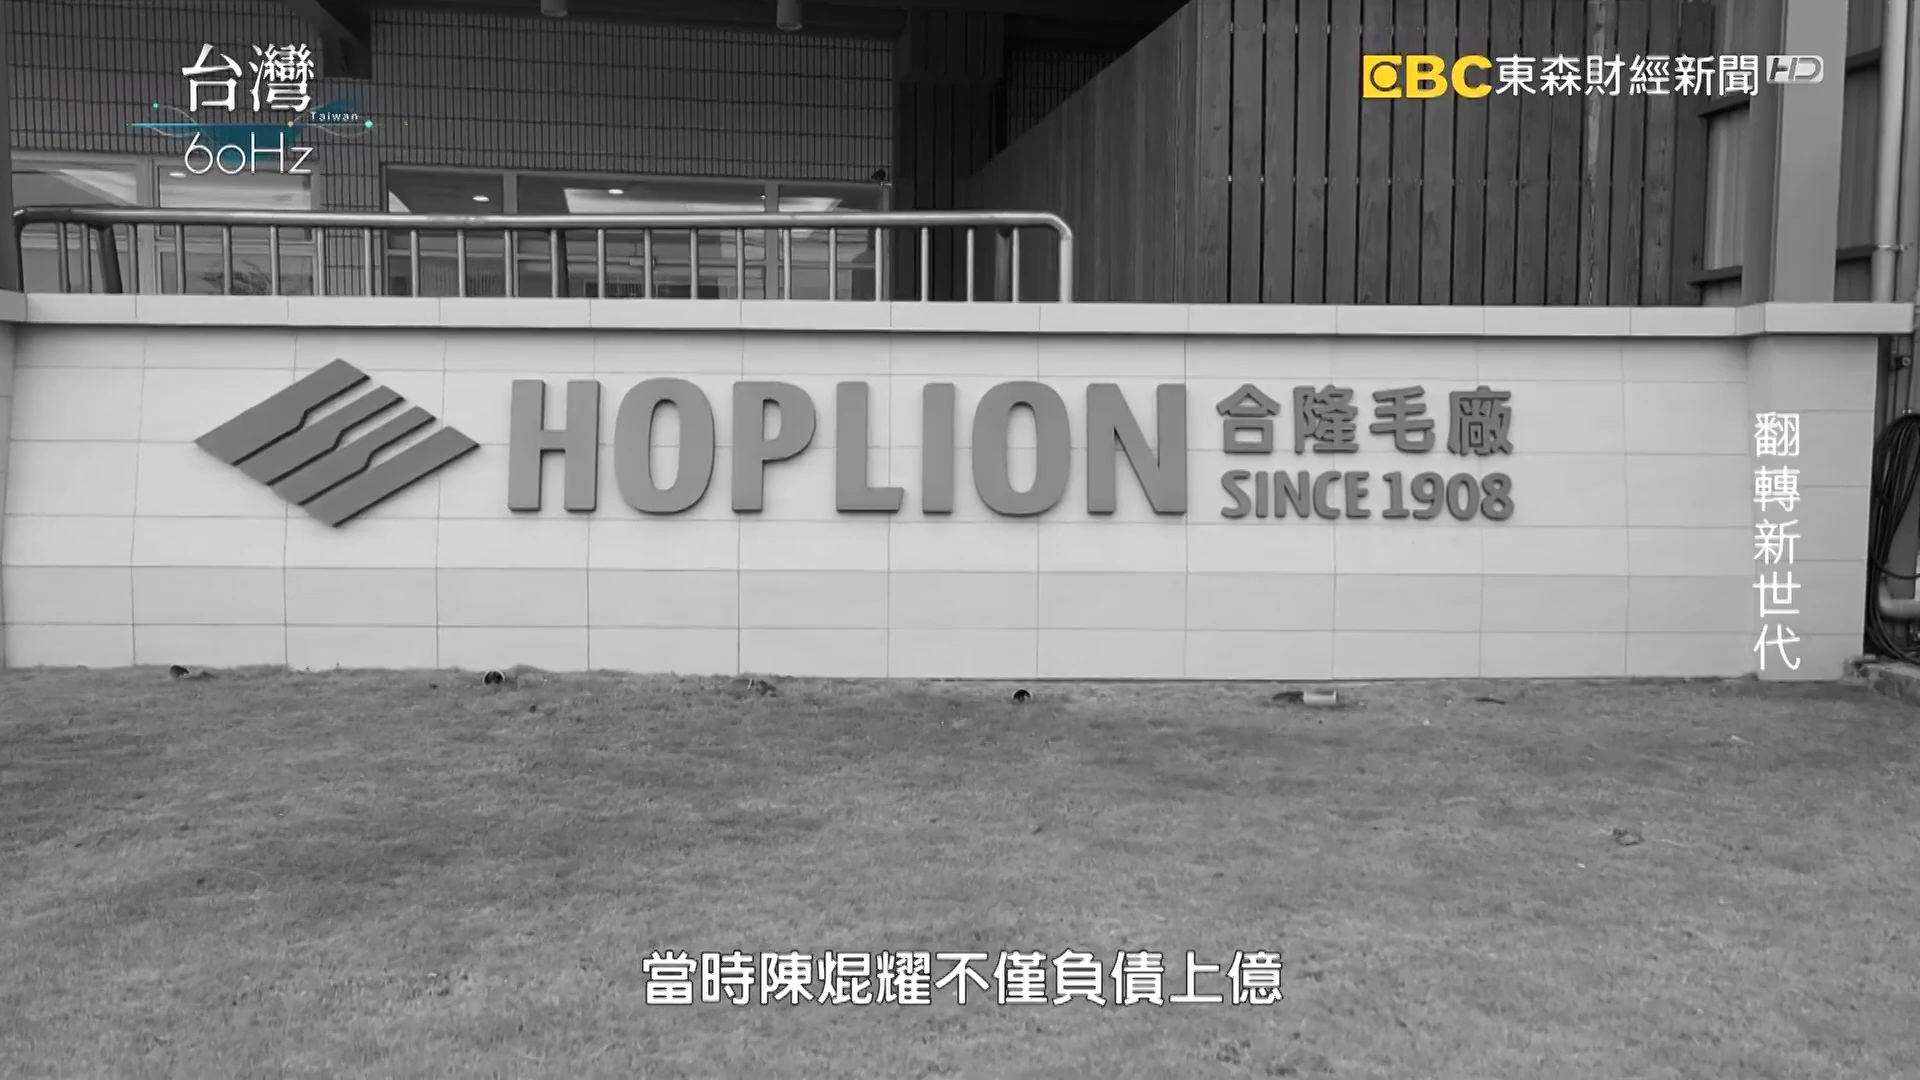 台灣
Taiwan
60Hz
EBC東森財經新聞HD
HOPLION
合隆毛廠
SINCE 1908
翻轉新世代
當時陳焜耀不僅負債上億